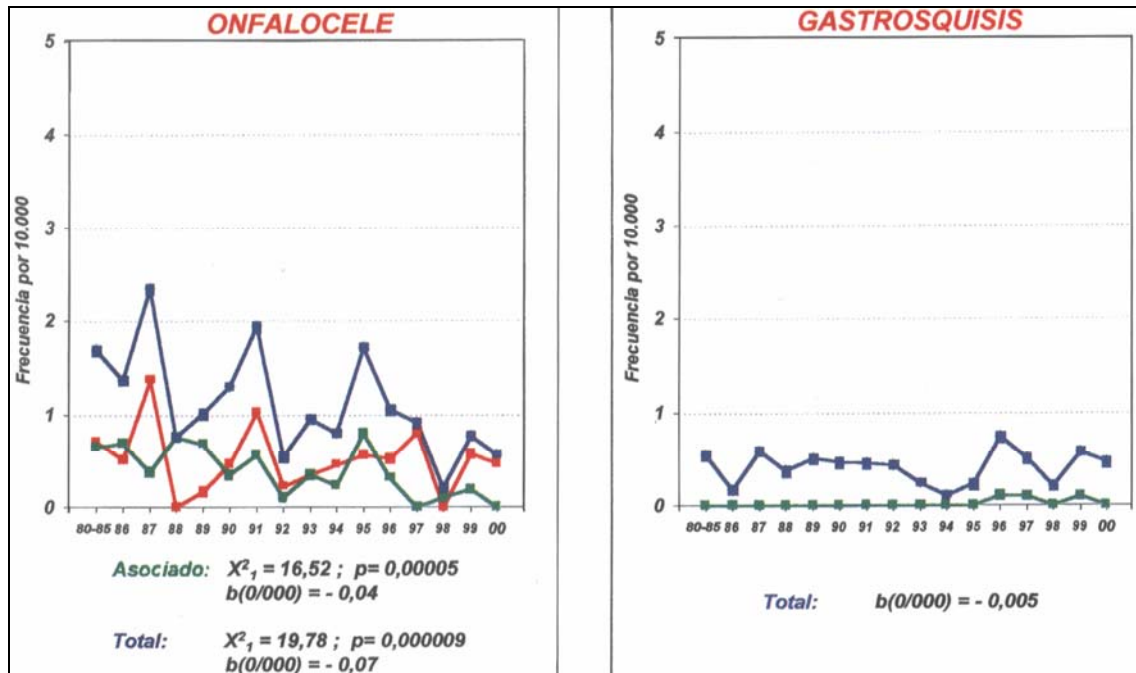 ONFALOCELE
Frecuencia por 10.000
5
4
3
2
1
0
80-85 86 87 88 89 90 91 92 93 94 95 96 97 98 99 00
Asociado: X²₁ = 16,52 ; p= 0,00005
b(0/000) = - 0,04
Total: X²₁ = 19,78 ; p= 0,000009
b(0/000) = - 0,07
GASTROSQUISIS
Frecuencia por 10.000
5
4
3
2
1
0
80-85 86 87 88 89 90 91 92 93 94 95 96 97 98 99 00
Total: b(0/000) = - 0,005